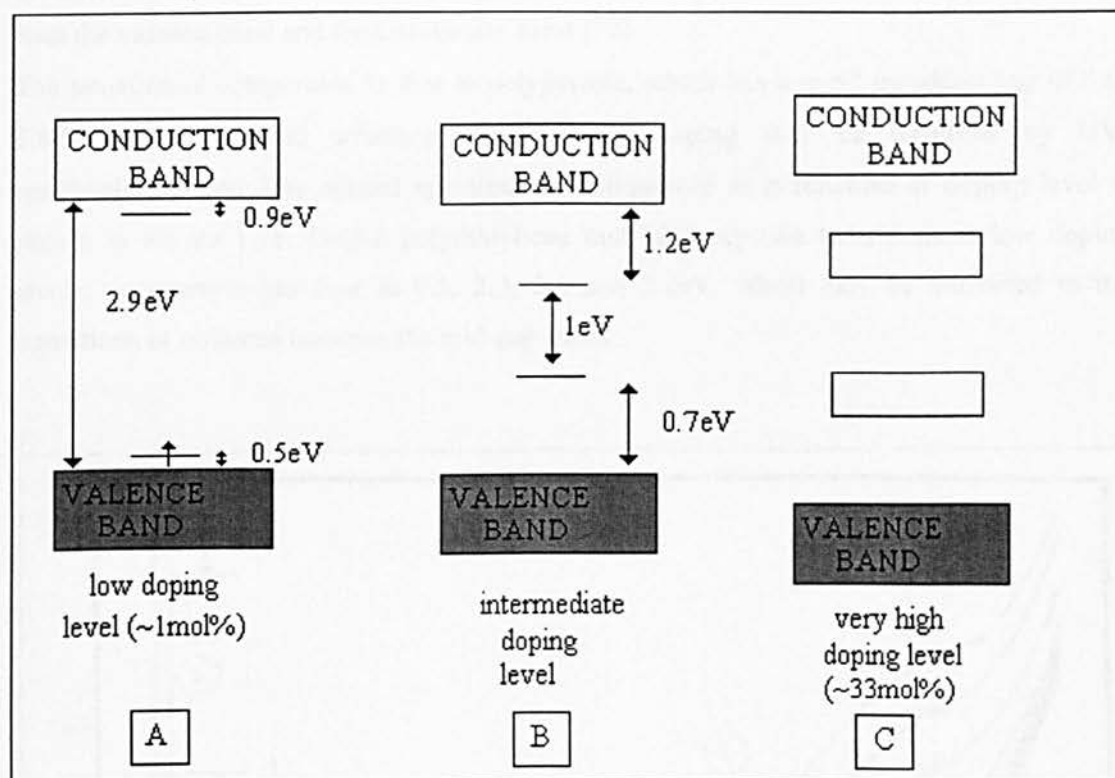 CONDUCTION
BAND
0.9eV
2.9eV
0.5eV
VALENCE
BAND
low doping
level (~1mol%)
A
CONDUCTION
BAND
1.2eV
1eV
0.7eV
VALENCE
BAND
intermediate
doping
level
B
CONDUCTION
BAND
VALENCE
BAND
very high
doping level
(~33mol%)
C